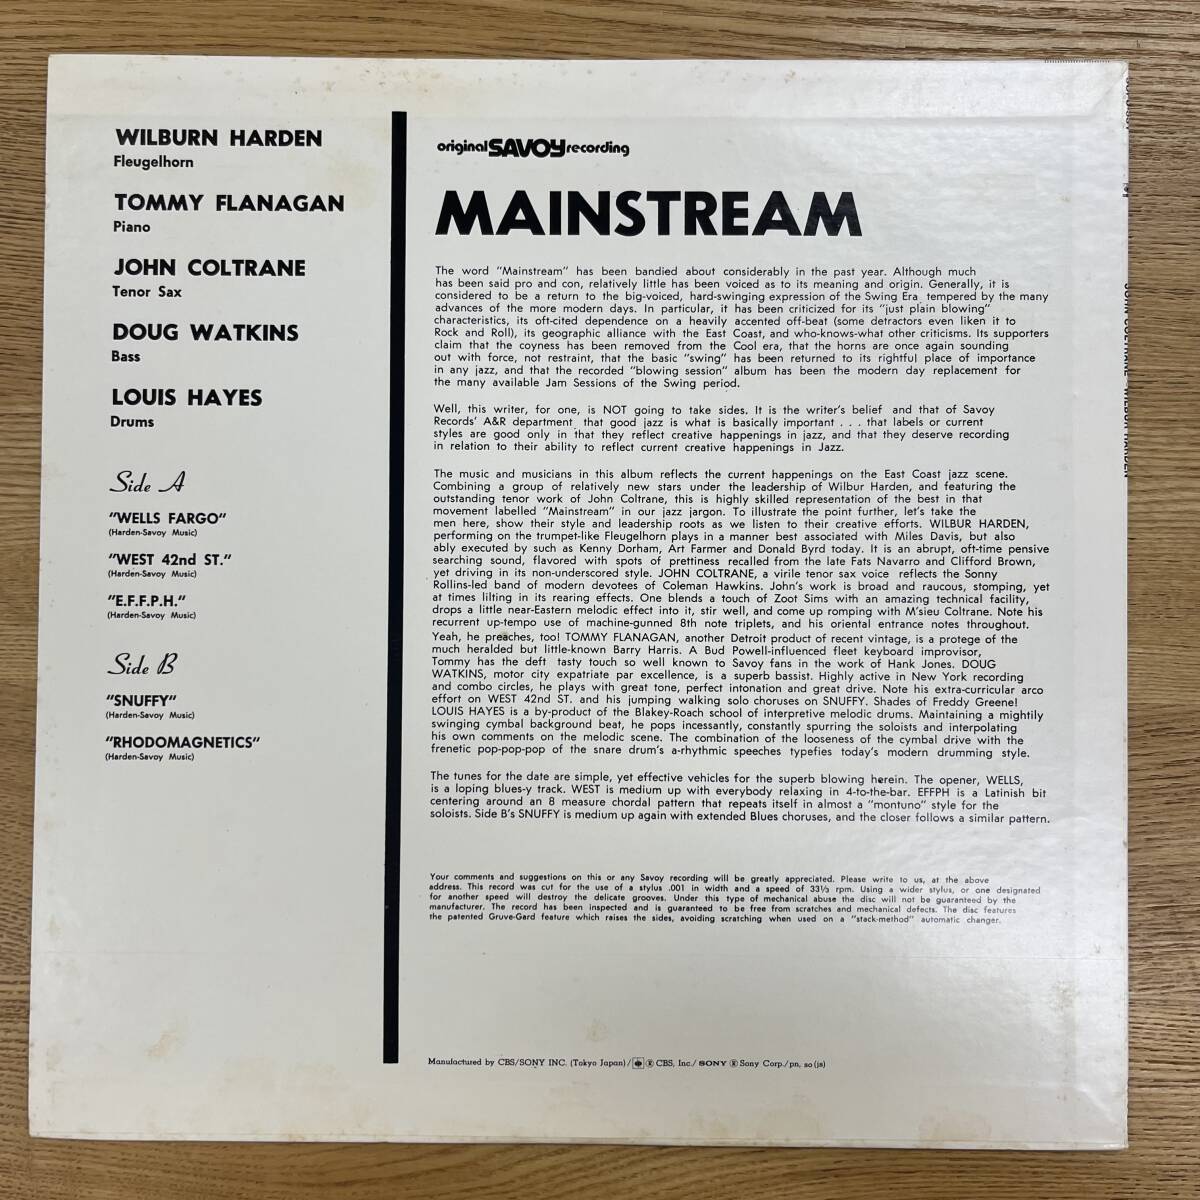 WILBURN HARDEN
Fleugelhorn
TOMMY FLANAGAN
Piano
JOHN COLTRANE
Tenor Sax
DOUG WATKINS
Bass
LOUIS HAYES
Drums
Side A
"WELLS FARGO"
(Harden-Savoy Music)
"WEST 42nd ST."
(Harden-Savoy Music)
"E.F.F.P.H."
(Harden-Savoy Music)
Side B
"SNUFFY"
(Harden-Savoy Music)
"RHODOMAGNETICS"
(Harden-Savoy Music)
original SAVOY recording
MAINSTREAM
The word "Mainstream" has been bandied about considerably in the past year. Although much
has been said pro and con, relatively little has been voiced as to its meaning and origin. Generally, it is
considered to be a return to the big-voiced, hard-swinging expression of the Swing Era tempered by the many
advances of the more modern days. In particular, it has been criticized for its "just plain blowing"
characteristics, its oft-cited dependence on a heavily accented off-beat (some detractors even liken it to
Rock and Roll), its geographic alliance with the East Coast, and who-knows-what other criticisms. Its supporters
claim that the coyness has been removed from the Cool era, that the horns are once again sounding
out with force, not restraint, that the basic "swing" has been returned to its rightful place of importance
in any jazz, and that the recorded "blowing session" album has been the modern day replacement for
the many available Jam Sessions of the Swing period.
Well, this writer, for one, is NOT going to take sides. It is the writer's belief and that of Savoy
Records' A&R department that good jazz is what is basically important . . . that labels or current
styles are good only in that they reflect creative happenings in jazz, and that they deserve recording
in relation to their ability to reflect current creative happenings in Jazz.
The music and musicians in this album reflects the current happenings on the East Coast jazz scene.
Combining a group of relatively new stars under the leadership of Wilbur Harden, and featuring the
outstanding tenor work of John Coltrane, this is highly skilled representation of the best in that
movement labelled "Mainstream" in our jazz jargon. To illustrate the point further, let's take the
men here, show their style and leadership roots as we listen to their creative efforts. WILBUR HARDEN,
performing on the trumpet-like Fleugelhorn plays in a manner best associated with Miles Davis, but also
ably executed by such as Kenny Dorham, Art Farmer and Donald Byrd today. It is an abrupt, oft-time pensive
searching sound, flavored with spots of prettiness recalled from the late Fats Navarro and Clifford Brown,
yet driving in its non-underscored style. JOHN COLTRANE, a virile tenor sax voice reflects the Sonny
Rollins-led band of modern devotees of Coleman Hawkins. John's work is broad and raucous, stomping, yet
at times lilting in its rearing effects. One blends a touch of Zoot Sims with an amazing technical facility,
drops a little near-Eastern melodic effect into it, stir well, and come up romping with M'sieu Coltrane. Note his
recurrent up-tempo use of machine-gunned 8th note triplets, and his oriental entrance notes throughout.
Yeah, he preaches, too! TOMMY FLANAGAN, another Detroit product of recent vintage, is a protege of the
much heralded but little-known Barry Harris. A Bud Powell-influenced fleet keyboard improvisor,
Tommy has the deft tasty touch so well known to Savoy fans in the work of Hank Jones. DOUG
WATKINS, motor city expatriate par excellence, is a superb bassist. Highly active in New York recording
and combo circles, he plays with great tone, perfect intonation and great drive. Note his extra-curricular arco
effort on WEST 42nd ST. and his jumping walking solo choruses on SNUFFY. Shades of Freddy Greene!
LOUIS HAYES is a by-product of the Blakey-Roach school of interpretive melodic drums. Maintaining a mightily
swinging cymbal background beat, he pops incessantly, constantly spurring the soloists and interpolating
his own comments on the melodic scene. The combination of the looseness of the cymbal drive with the
frenetic pop-pop-pop of the snare drum's a-rhythmic speeches typefies today's modern drumming style.
The tunes for the date are simple, yet effective vehicles for the superb blowing herein. The opener, WELLS,
is a loping blues-y track. WEST is medium up with everybody relaxing in 4-to-the-bar. EFFPH is a Latinish bit
centering around an 8 measure chordal pattern that repeats itself in almost a "montuno" style for the
soloists. Side B's SNUFFY is medium up again with extended Blues choruses, and the closer follows a similar pattern.
Your comments and suggestions on this or any Savoy recording will be greatly appreciated. Please write to us, at the above
address. This record was cut for the use of a stylus .001 in width and a speed of 33⅓ rpm. Using a wider stylus, or one designated
for another speed will destroy the delicate grooves. Under this type of mechanical abuse the disc will not be guaranteed by the
manufacturer. The record has been inspected and is guaranteed to be free from scratches and mechanical defects. The disc features
the patented Gruve-Gard feature which raises the sides, avoiding scratching when used on a "stack-method" automatic changer.
Manufactured by CBS/SONY INC. (Tokyo Japan)/ ® CBS, Inc./ SONY ® Sony Corp./pn, so (js)
JOHN COLTRANE - WILBUR HARDEN